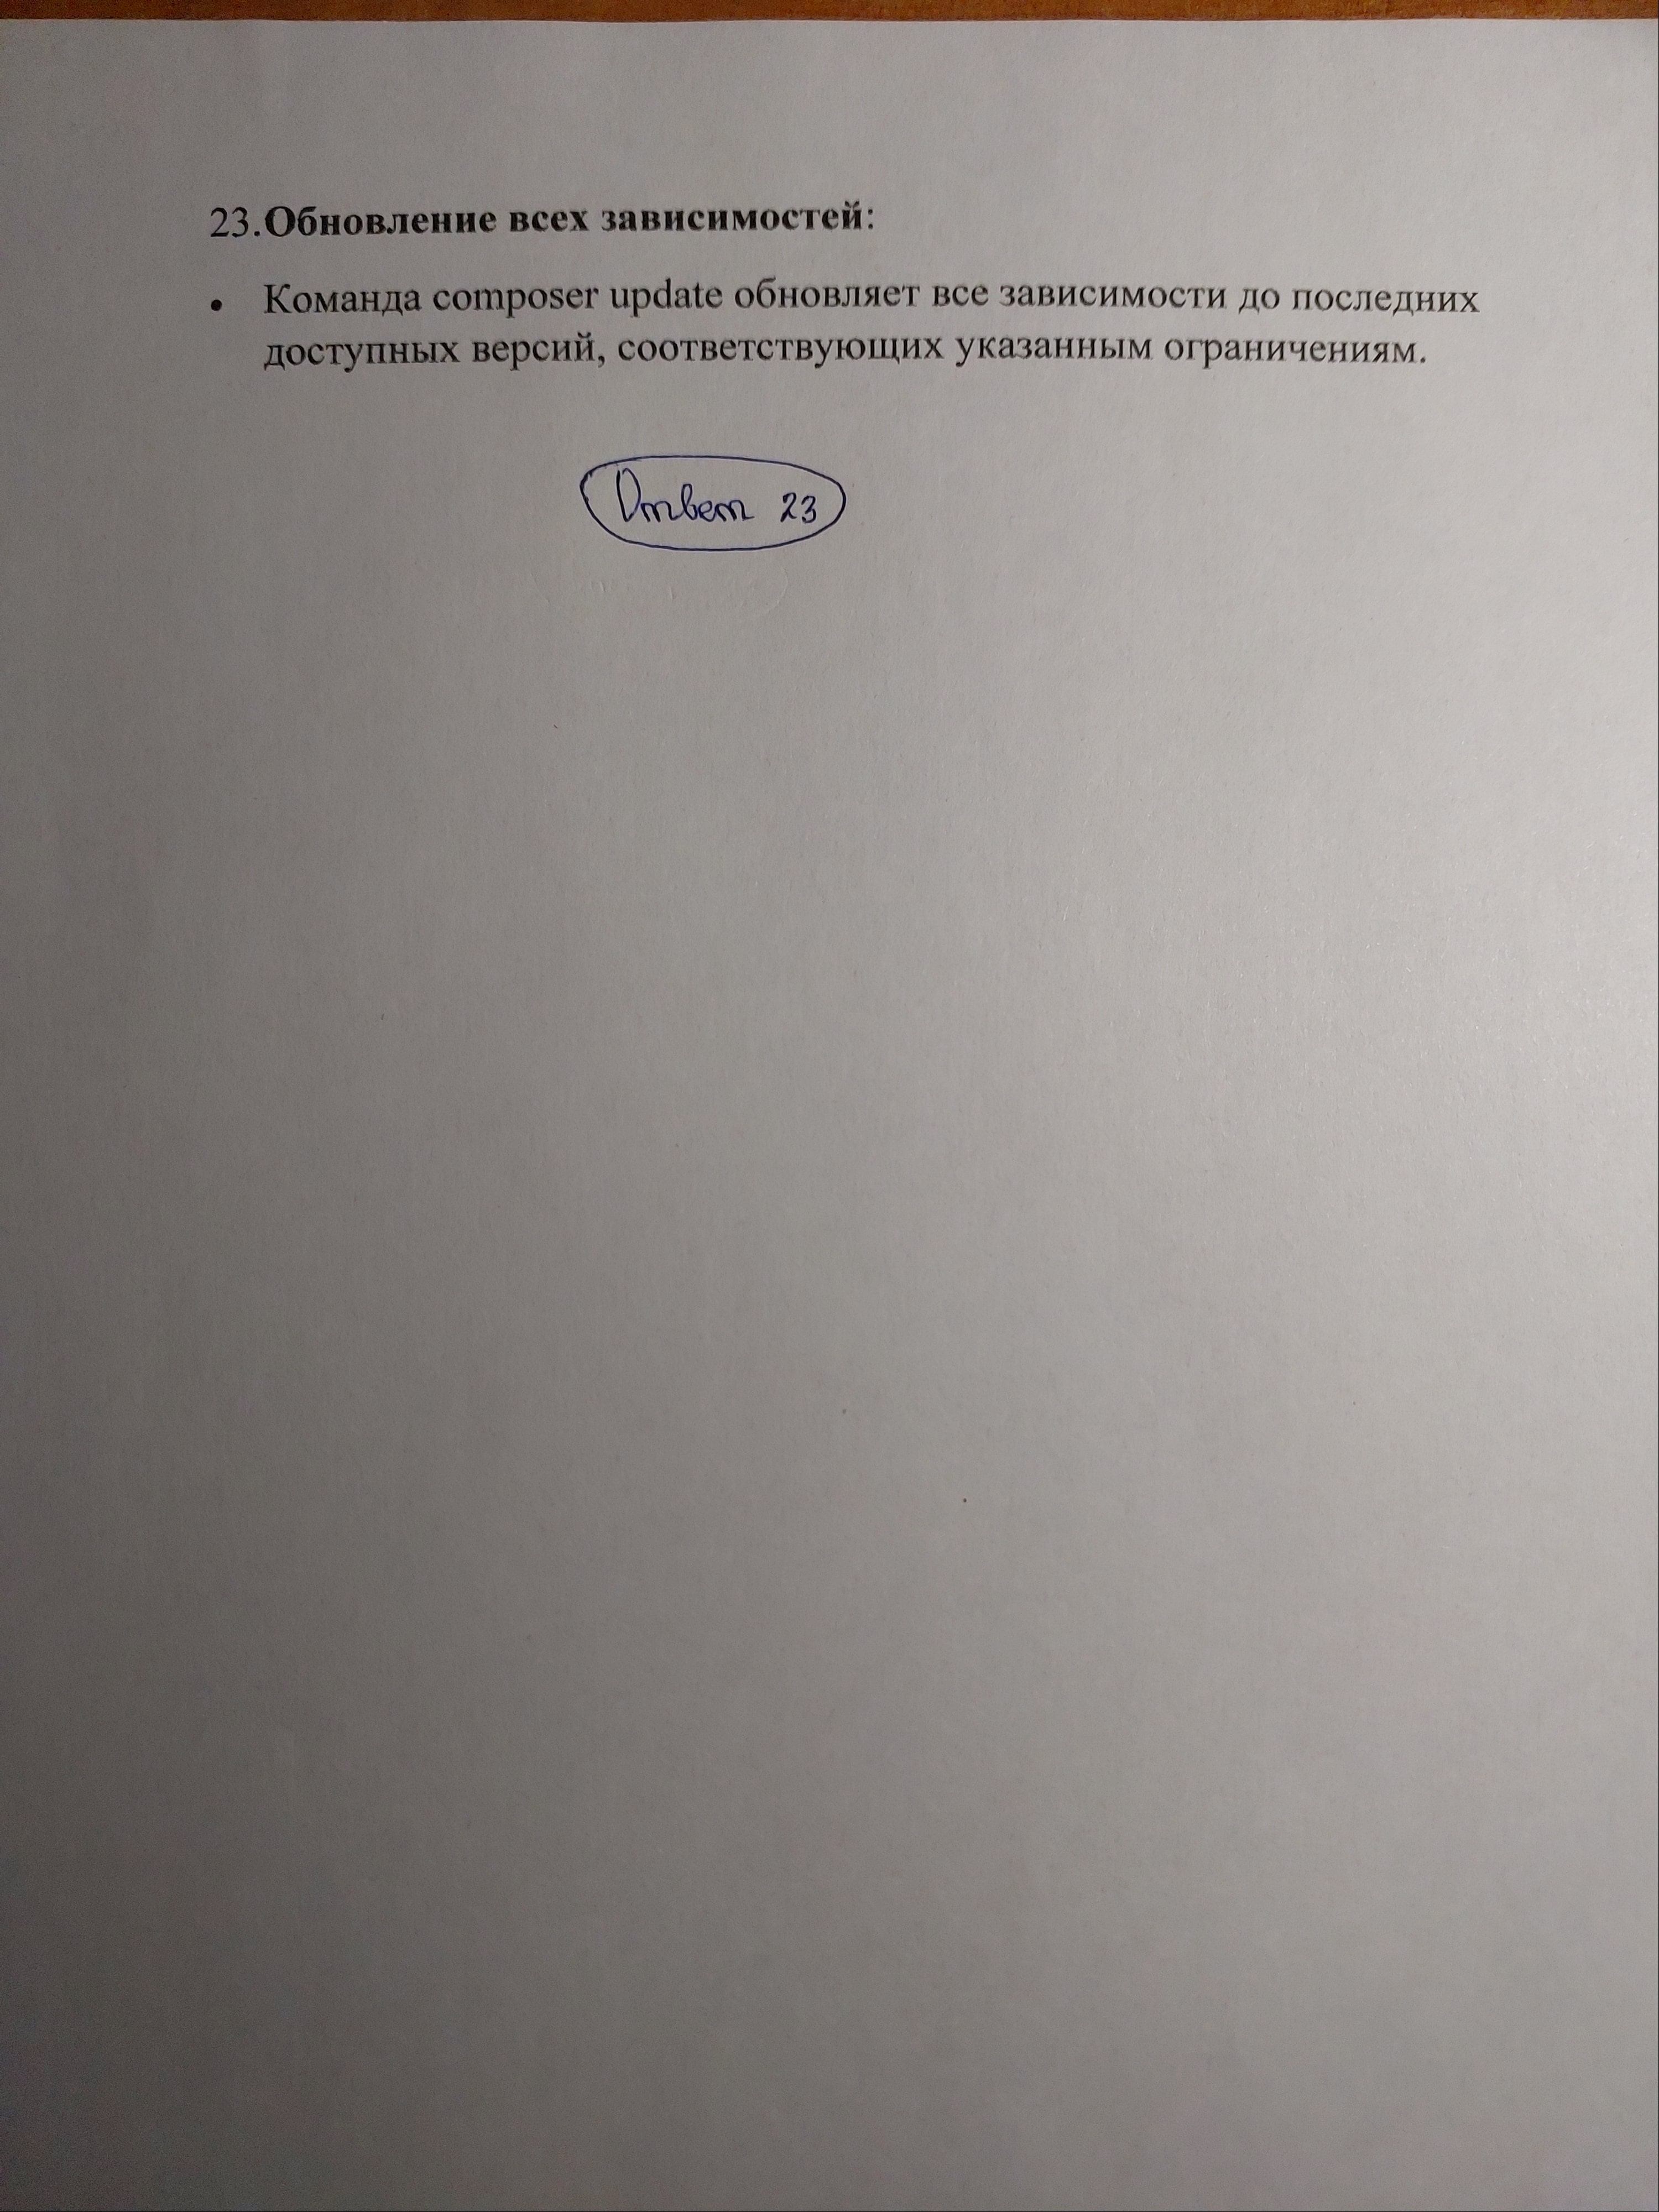 23.Обновление всех зависимостей:
• Команда composer update обновляет все зависимости до последних
доступных версий, соответствующих указанным ограничениям.
Ответ 23